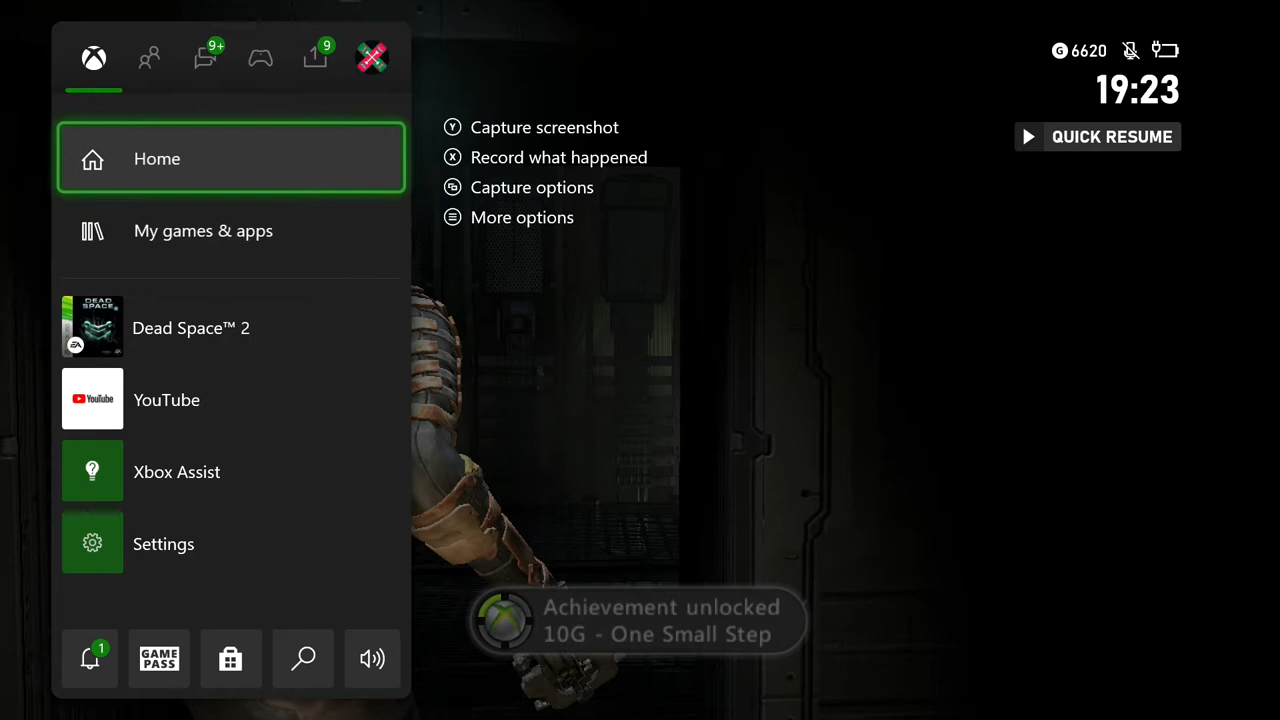 9+
9
G 6620
19:23
QUICK RESUME
Home
My games & apps
Y Capture screenshot
X Record what happened
Capture options
More options
DEAD SPACE 2
EA
Dead Space™ 2
YouTube
YouTube
Xbox Assist
Settings
Achievement unlocked
10G - One Small Step
1
GAME
PASS